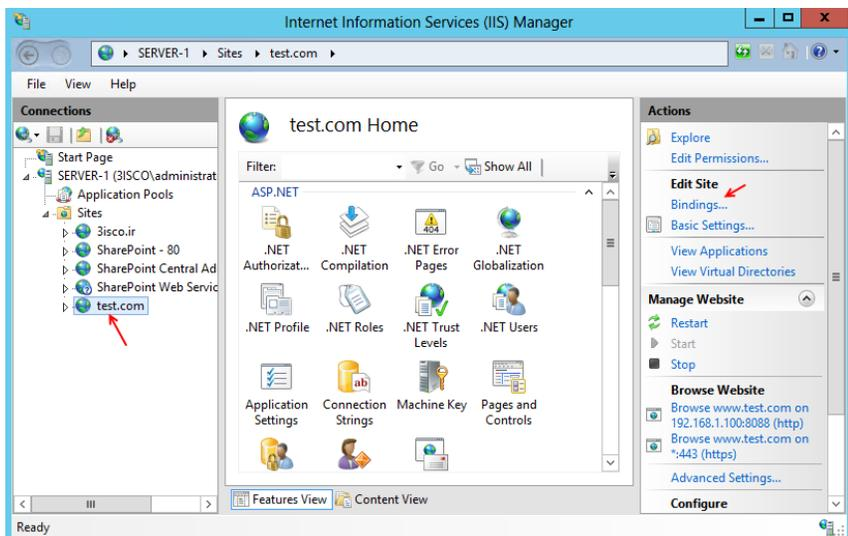 Internet Information Services (IIS) Manager
SERVER-1 Sites test.com
File View Help
Connections
Start Page
SERVER-1 (3ISCO\administrat
Application Pools
Sites
3isco.ir
SharePoint - 80
SharePoint Central Ad
SharePoint Web Servic
test.com
test.com Home
Filter: Go Show All
ASP.NET
.NET Authorizat...
.NET Compilation
.NET Error Pages
.NET Globalization
.NET Profile
.NET Roles
.NET Trust Levels
.NET Users
Application Settings
Connection Strings
Machine Key
Pages and Controls
404
ab
Features View Content View
Actions
Explore
Edit Permissions...
Edit Site
Bindings...
Basic Settings...
View Applications
View Virtual Directories
Manage Website
Restart
Start
Stop
Browse Website
Browse www.test.com on
192.168.1.100:8088 (http)
Browse www.test.com on
*:443 (https)
Advanced Settings...
Configure
Ready